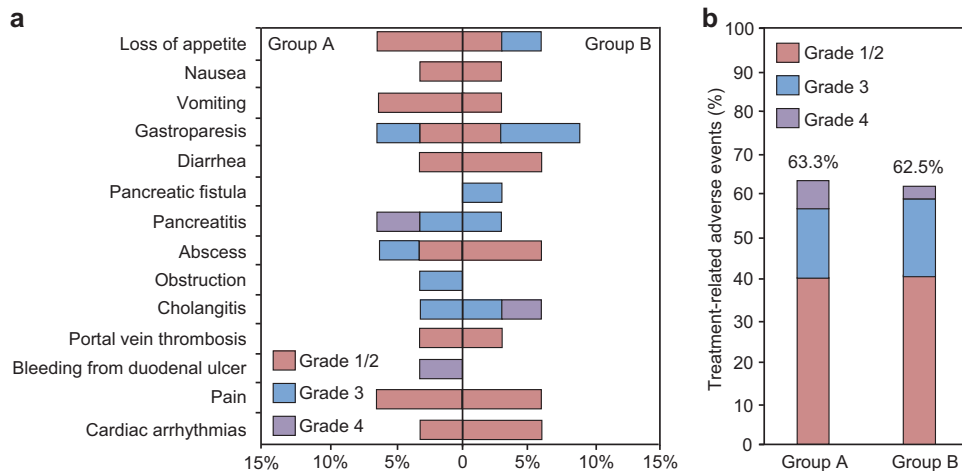 a
Group A
Group B
Loss of appetite
Nausea
Vomiting
Gastroparesis
Diarrhea
Pancreatic fistula
Pancreatitis
Abscess
Obstruction
Cholangitis
Portal vein thrombosis
Bleeding from duodenal ulcer
Pain
Cardiac arrhythmias
Grade 1/2
Grade 3
Grade 4
15% 10% 5% 0 5% 10% 15%
b
Treatment-related adverse events (%)
100
90
80
70
60
50
40
30
20
10
0
Grade 1/2
Grade 3
Grade 4
63.3%
62.5%
Group A Group B